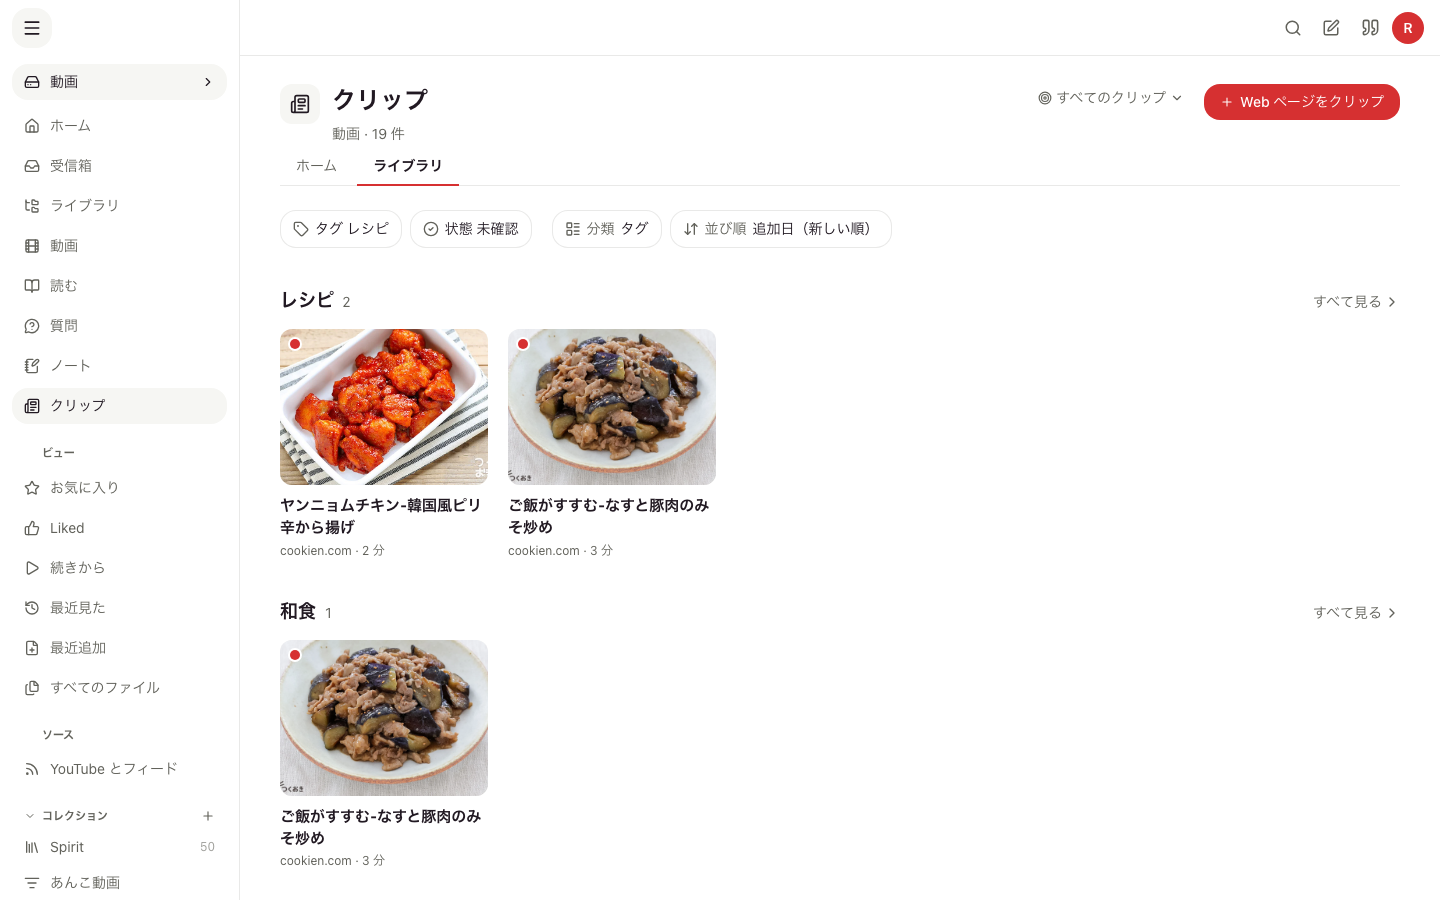 動画
ホーム
受信箱
ライブラリ
動画
読む
質問
ノート
クリップ
ビュー
お気に入り
Liked
続きから
最近見た
最近追加
すべてのファイル
ソース
YouTube とフィード
コレクション
Spirit 50
あんこ動画
R
クリップ
動画 · 19 件
すべてのクリップ
Web ページをクリップ
ホーム ライブラリ
タグ レシピ 状態 未確認 分類 タグ 並び順 追加日（新しい順）
レシピ 2
すべて見る
ヤンニョムチキン-韓国風ピリ
辛から揚げ
cookien.com · 2 分
つくおき
ご飯がすすむ-なすと豚肉のみ
そ炒め
cookien.com · 3 分
和食 1
すべて見る
つくおき
ご飯がすすむ-なすと豚肉のみ
そ炒め
cookien.com · 3 分